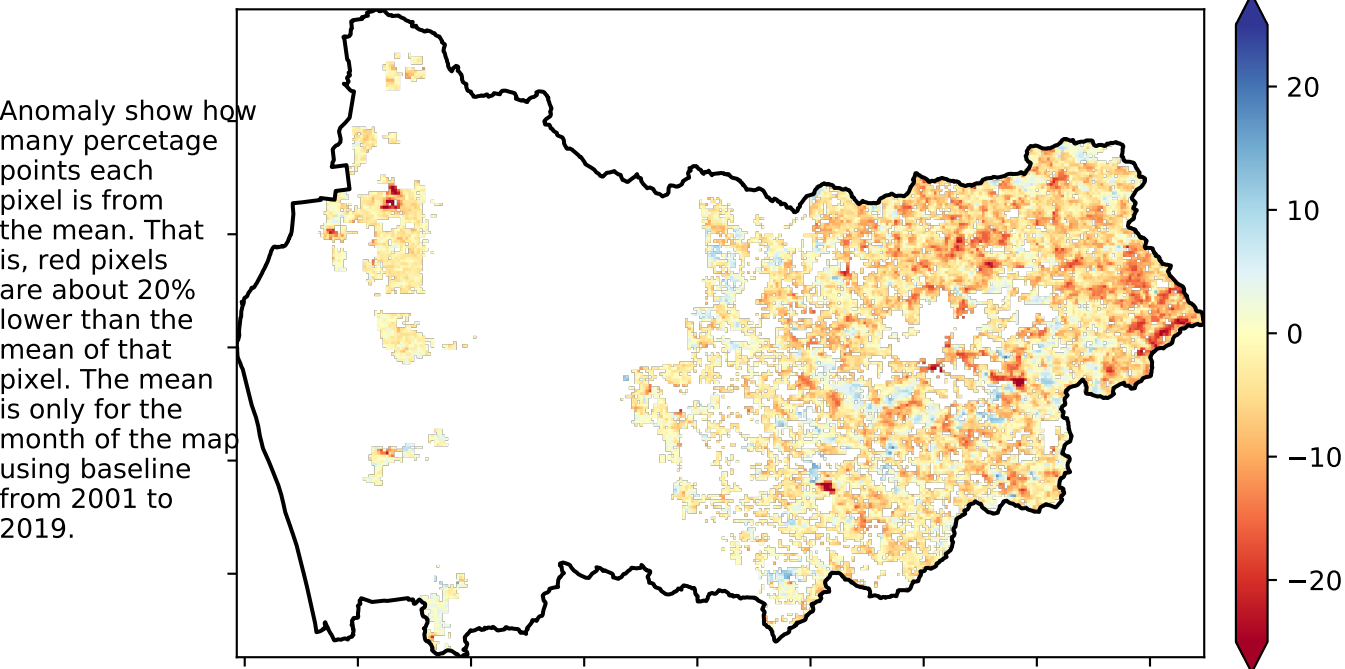 Anomaly show how
many percetage
points each
pixel is from
the mean. That
is, red pixels
are about 20%
lower than the
mean of that
pixel. The mean
is only for the
month of the map
using baseline
from 2001 to
2019.
20
10
0
−10
−20